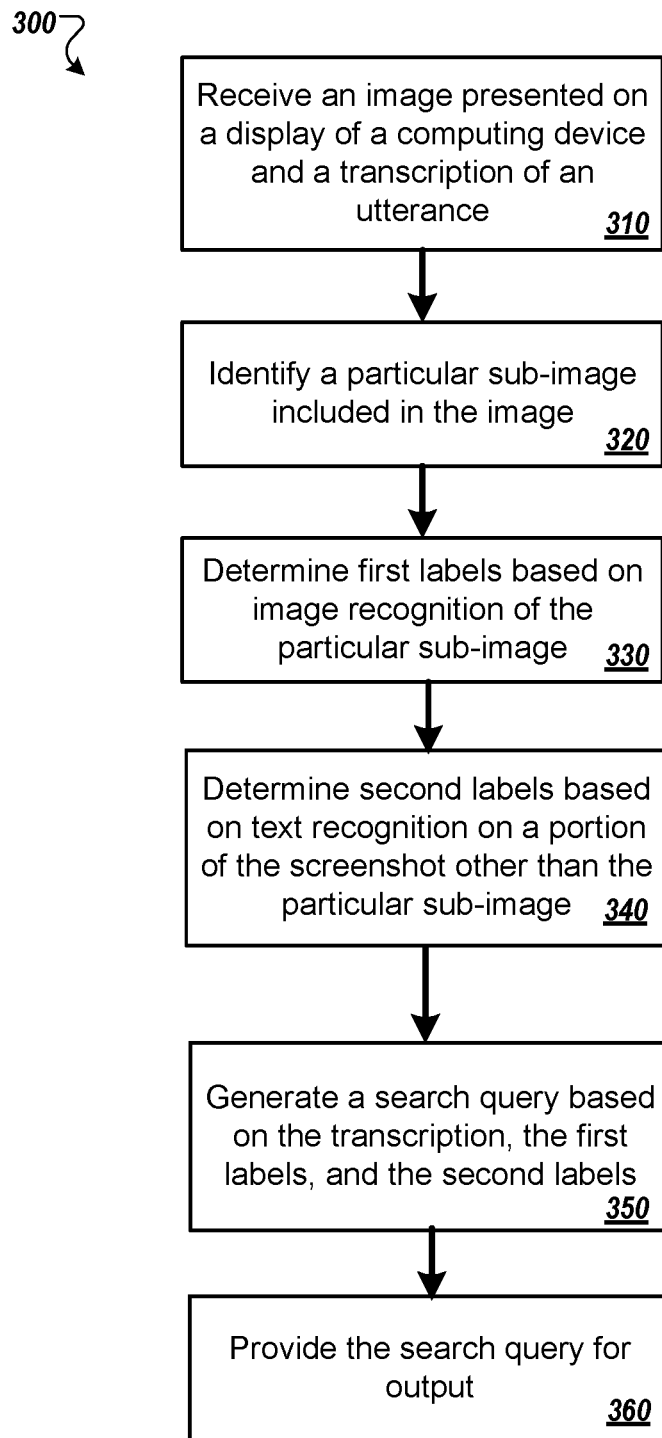 300
Receive an image presented on
a display of a computing device
and a transcription of an
utterance
310
Identify a particular sub-image
included in the image
320
Determine first labels based on
image recognition of the
particular sub-image
330
Determine second labels based
on text recognition on a portion
of the screenshot other than the
particular sub-image
340
Generate a search query based
on the transcription, the first
labels, and the second labels
350
Provide the search query for
output
360